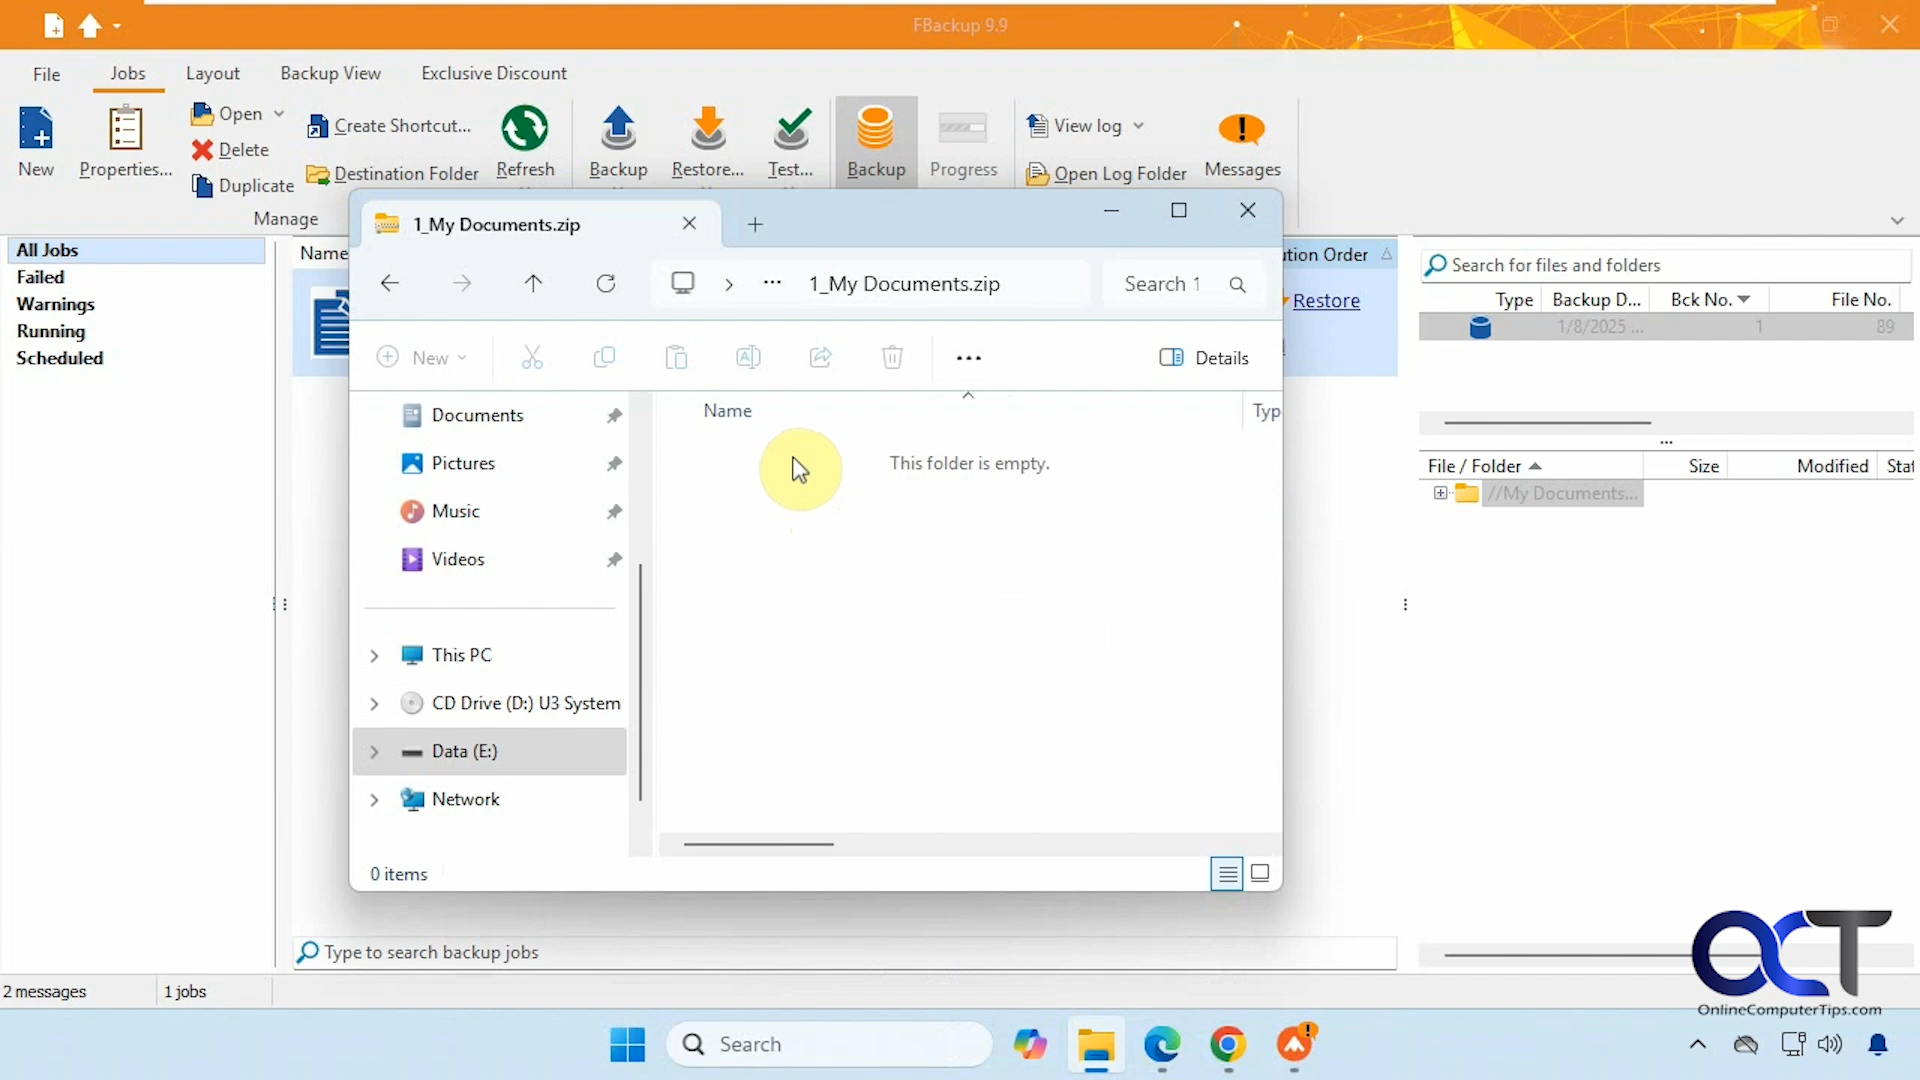 FBackup 9.9
File
Jobs
Layout
Backup View
Exclusive Discount
New
Properties...
Open
Delete
Duplicate
Create Shortcut...
Destination Folder
Refresh
Backup
Restore...
Test...
Backup
Progress
View log
Open Log Folder
Messages
Manage
All Jobs
Failed
Warnings
Running
Scheduled
Name
1_My Documents.zip
1_My Documents.zip
Search 1
New
Details
Documents
Pictures
Music
Videos
This PC
CD Drive (D:) U3 System
Data (E:)
Network
Name
Typ
This folder is empty.
0 items
ution Order
Restore
Search for files and folders
Type
Backup D...
Bck No.
File No.
1/8/2025 ...
1
89
File / Folder
Size
Modified
Stat
//My Documents...
Type to search backup jobs
2 messages
1 jobs
OCT
OnlineComputerTips.com
Search